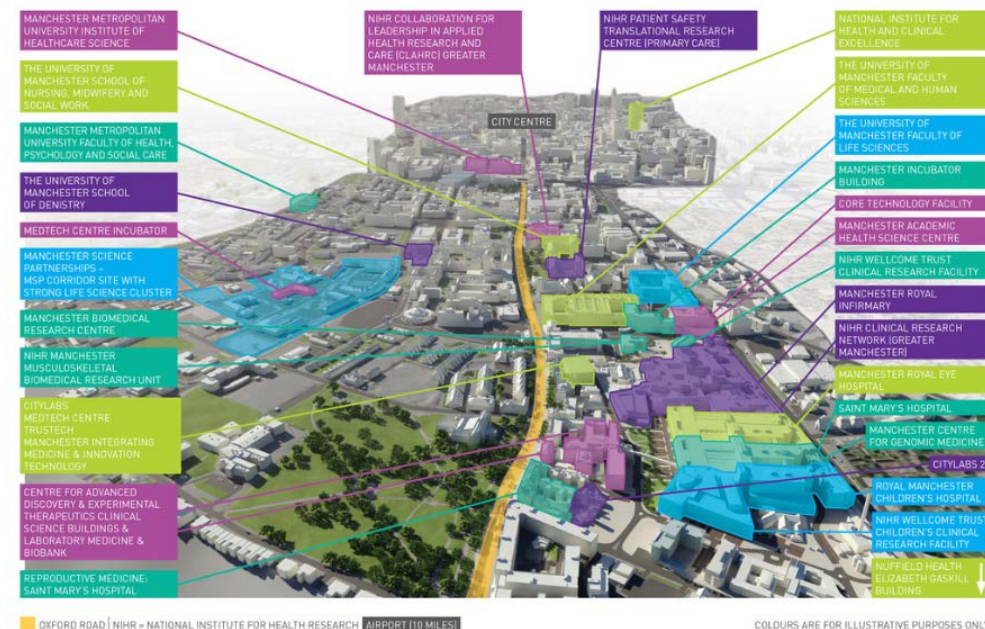 MANCHESTER METROPOLITAN
UNIVERSITY INSTITUTE OF
HEALTHCARE SCIENCE
THE UNIVERSITY OF
MANCHESTER SCHOOL OF
NURSING, MIDWIFERY AND
SOCIAL WORK
MANCHESTER METROPOLITAN
UNIVERSITY FACULTY OF HEALTH,
PSYCHOLOGY AND SOCIAL CARE
THE UNIVERSITY OF
MANCHESTER SCHOOL
OF DENISTRY
MEDTECH CENTRE INCUBATOR
MANCHESTER SCIENCE
PARTNERSHIPS –
MSP CORRIDOR SITE WITH
STRONG LIFE SCIENCE CLUSTER
MANCHESTER BIOMEDICAL
RESEARCH CENTRE
NIHR MANCHESTER
MUSCULOSKELETAL
BIOMEDICAL RESEARCH UNIT
CITYLABS
MEDTECH CENTRE
TRUSTECH
MANCHESTER INTEGRATING
MEDICINE & INNOVATION
TECHNOLOGY
CENTRE FOR ADVANCED
DISCOVERY & EXPERIMENTAL
THERAPEUTICS CLINICAL
SCIENCE BUILDINGS &
LABORATORY MEDICINE &
BIOBANK
REPRODUCTIVE MEDICINE:
SAINT MARY'S HOSPITAL
NIHR COLLABORATION FOR
LEADERSHIP IN APPLIED
HEALTH RESEARCH AND
CARE (CLAHRC) GREATER
MANCHESTER
NIHR PATIENT SAFETY
TRANSLATIONAL RESEARCH
CENTRE (PRIMARY CARE)
CITY CENTRE
NATIONAL INSTITUTE FOR
HEALTH AND CLINICAL
EXCELLENCE
THE UNIVERSITY OF
MANCHESTER FACULTY
OF MEDICAL AND HUMAN
SCIENCES
THE UNIVERSITY OF
MANCHESTER FACULTY OF
LIFE SCIENCES
MANCHESTER INCUBATOR
BUILDING
CORE TECHNOLOGY FACILITY
MANCHESTER ACADEMIC
HEALTH SCIENCE CENTRE
NIHR WELLCOME TRUST
CLINICAL RESEARCH FACILITY
MANCHESTER ROYAL
INFIRMARY
NIHR CLINICAL RESEARCH
NETWORK (GREATER
MANCHESTER)
MANCHESTER ROYAL EYE
HOSPITAL
SAINT MARY'S HOSPITAL
MANCHESTER CENTRE
FOR GENOMIC MEDICINE
CITYLABS 2
ROYAL MANCHESTER
CHILDREN'S HOSPITAL
NIHR WELLCOME TRUST
CHILDREN'S CLINICAL
RESEARCH FACILITY
NUFFIELD HEALTH
ELIZABETH GASKILL
BUILDING
OXFORD ROAD | NIHR = NATIONAL INSTITUTE FOR HEALTH RESEARCH AIRPORT (10 MILES)
COLOURS ARE FOR ILLUSTRATIVE PURPOSES ONLY